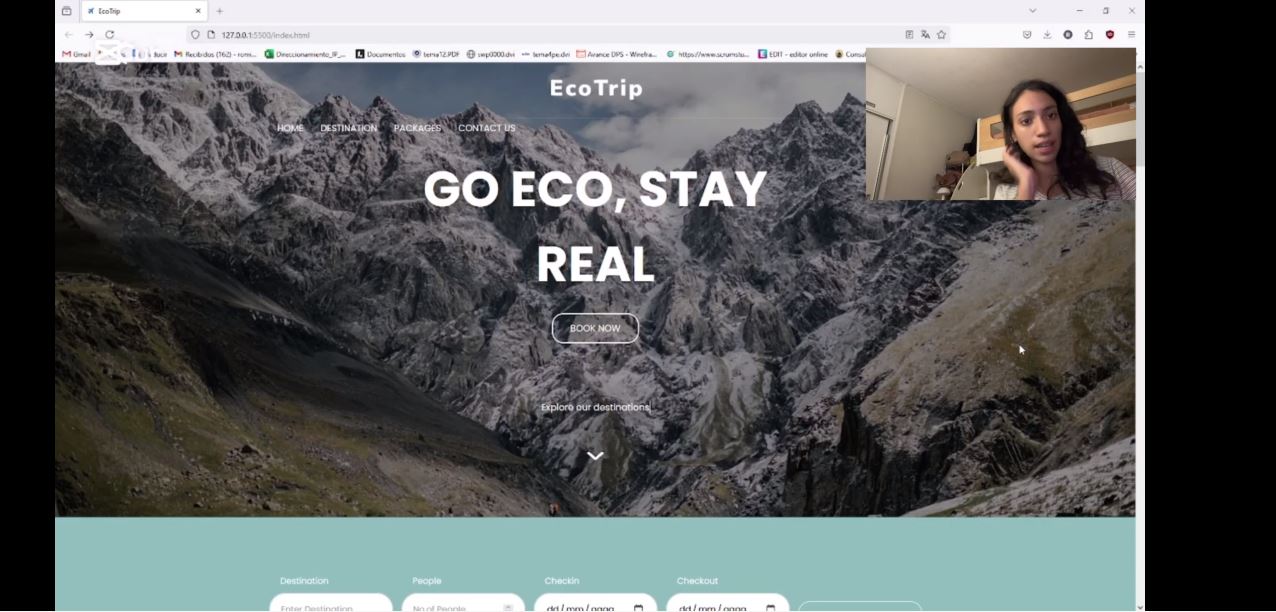 EcoTrip
127.0.0.1:5500/index.html
Gmail
Recibidos (162) - romi...
Direccionamiento_IP_...
Documentos
tema12.PDF
swp0000.dvi
tema4pe.dvi
Avance DPS - Wirefra...
https://www.scrumstu...
EDIT - editor online
EcoTrip
HOME DESTINATION PACKAGES CONTACT US
GO ECO, STAY
REAL
BOOK NOW
Explore our destinations
Destination People Checkin Checkout
Enter Destination No of People dd/mm/aaaa dd/mm/aaaa